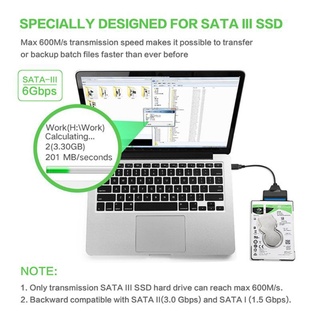 SPECIALLY DESIGNED FOR SATA III SSD
Max 600M/s transmission speed makes it possible to transfer
or backup batch files faster than ever before
SATA-III
6Gbps
Work(H:\Work)
Calculating...
2(3.30GB)
201 MB/seconds
NOTE:
1. Only transmission SATA III SSD hard drive can reach max 600M/s.
2. Backward compatible with SATA II(3.0 Gbps) and SATA I (1.5 Gbps).